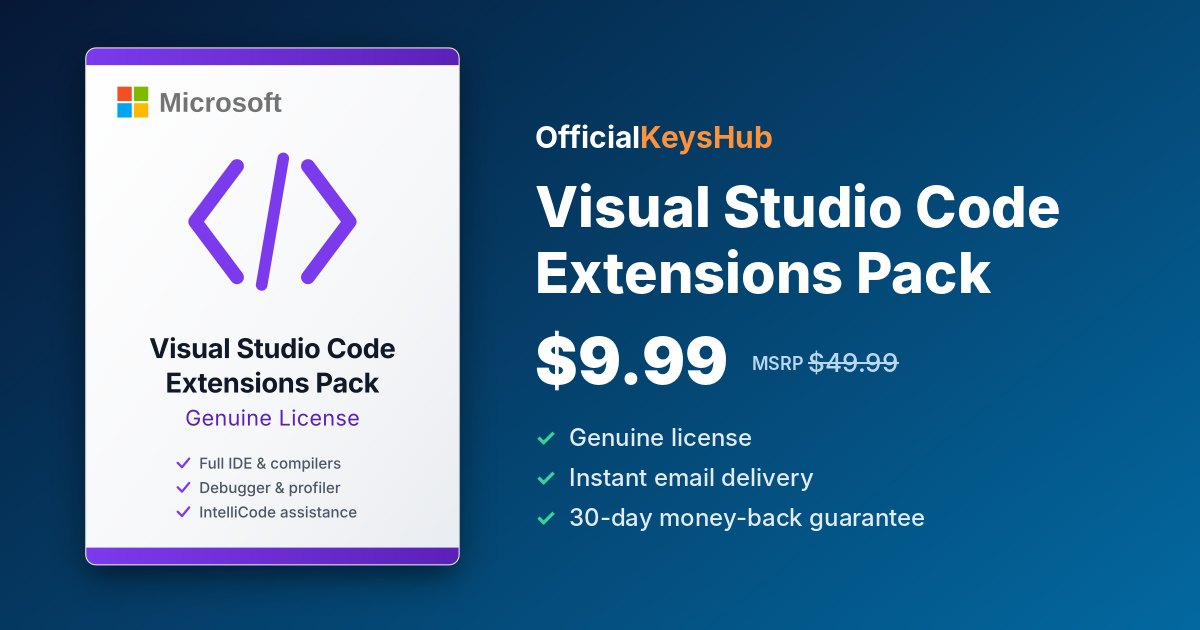 Microsoft
Visual Studio Code
Extensions Pack
Genuine License
Full IDE & compilers
Debugger & profiler
IntelliCode assistance
OfficialKeysHub
Visual Studio Code
Extensions Pack
$9.99 MSRP $49.99
Genuine license
Instant email delivery
30-day money-back guarantee